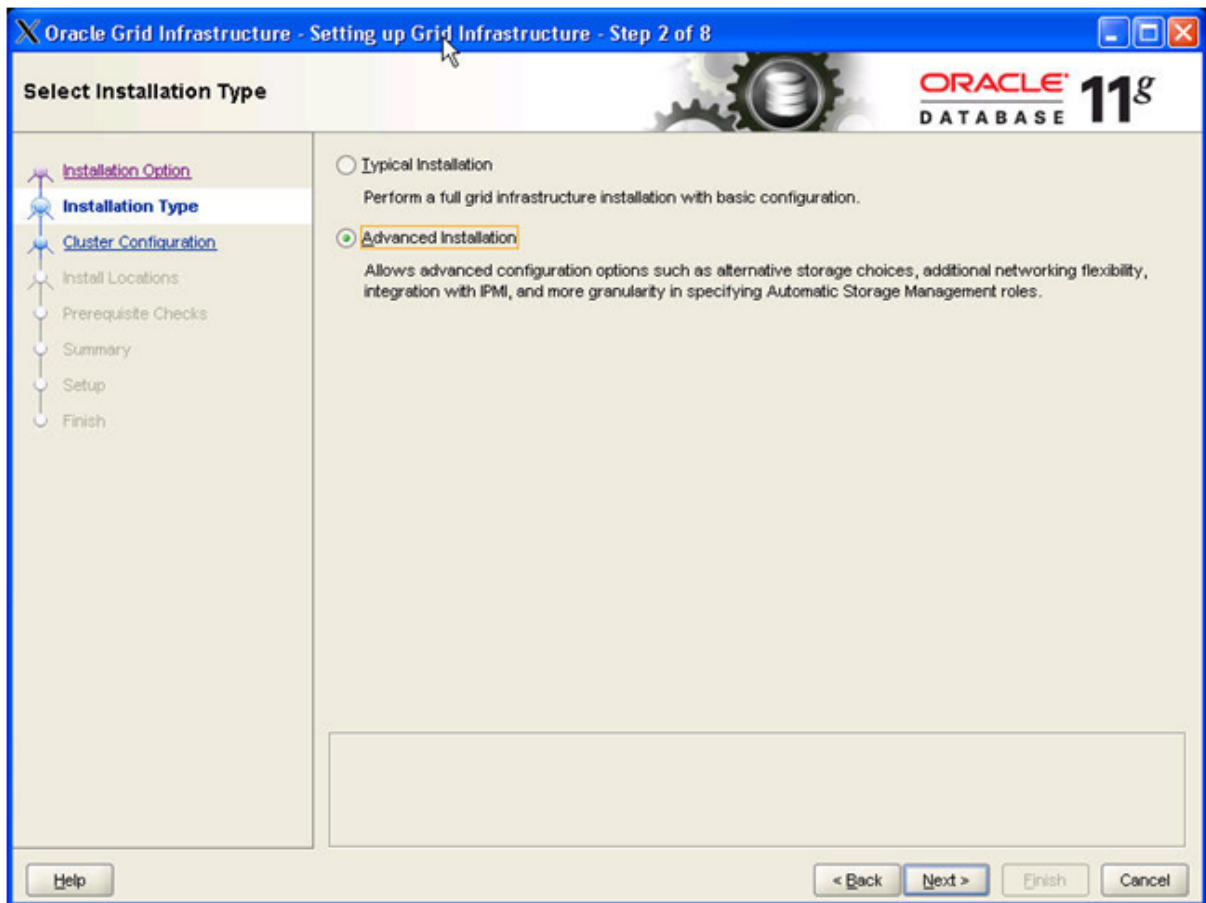 Oracle Grid Infrastructure - Setting up Grid Infrastructure - Step 2 of 8
Select Installation Type
ORACLE
DATABASE
11g
Installation Option
Installation Type
Cluster Configuration
Install Locations
Prerequisite Checks
Summary
Setup
Finish
Typical Installation
Perform a full grid infrastructure installation with basic configuration.
Advanced Installation
Allows advanced configuration options such as alternative storage choices, additional networking flexibility,
integration with IPMI, and more granularity in specifying Automatic Storage Management roles.
Help
< Back
Next >
Finish
Cancel